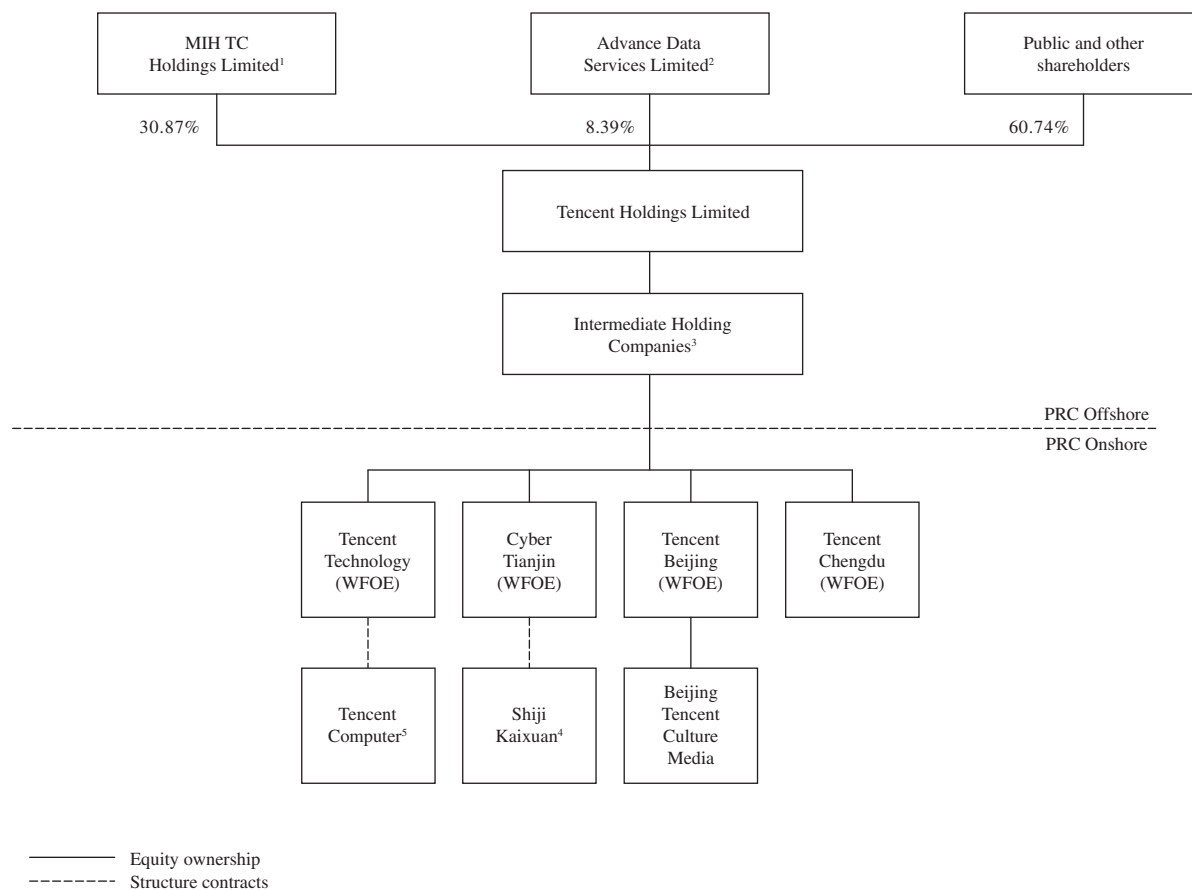 MIH TC
Holdings Limited¹
Advance Data
Services Limited²
Public and other
shareholders
30.87%
8.39%
60.74%
Tencent Holdings Limited
Intermediate Holding
Companies³
PRC Offshore
PRC Onshore
Tencent
Technology
(WFOE)
Cyber
Tianjin
(WFOE)
Tencent
Beijing
(WFOE)
Tencent
Chengdu
(WFOE)
Tencent
Computer⁵
Shiji
Kaixuan⁴
Beijing
Tencent
Culture
Media
Equity ownership
Structure contracts